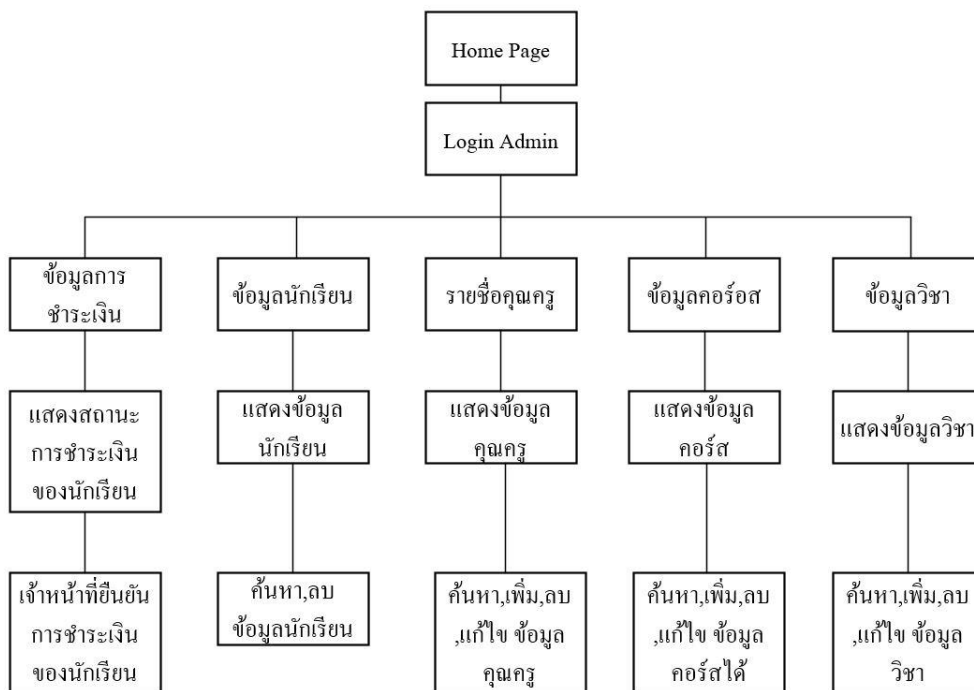 Home Page
Login Admin
ข้อมูลการ
ชำระเงิน
ข้อมูลนักเรียน
รายชื่อคุณครู
ข้อมูลคอร์อส
ข้อมูลวิชา
แสดงสถานะ
การชำระเงิน
ของนักเรียน
แสดงข้อมูล
นักเรียน
แสดงข้อมูล
คุณครู
แสดงข้อมูล
คอร์ส
แสดงข้อมูลวิชา
เจ้าหน้าที่ยืนยัน
การชำระเงิน
ของนักเรียน
ค้นหา,ลบ
ข้อมูลนักเรียน
ค้นหา,เพิ่ม,ลบ
,แก้ไข ข้อมูล
คุณครู
ค้นหา,เพิ่ม,ลบ
,แก้ไข ข้อมูล
คอร์สได้
ค้นหา,เพิ่ม,ลบ
,แก้ไข ข้อมูล
วิชา